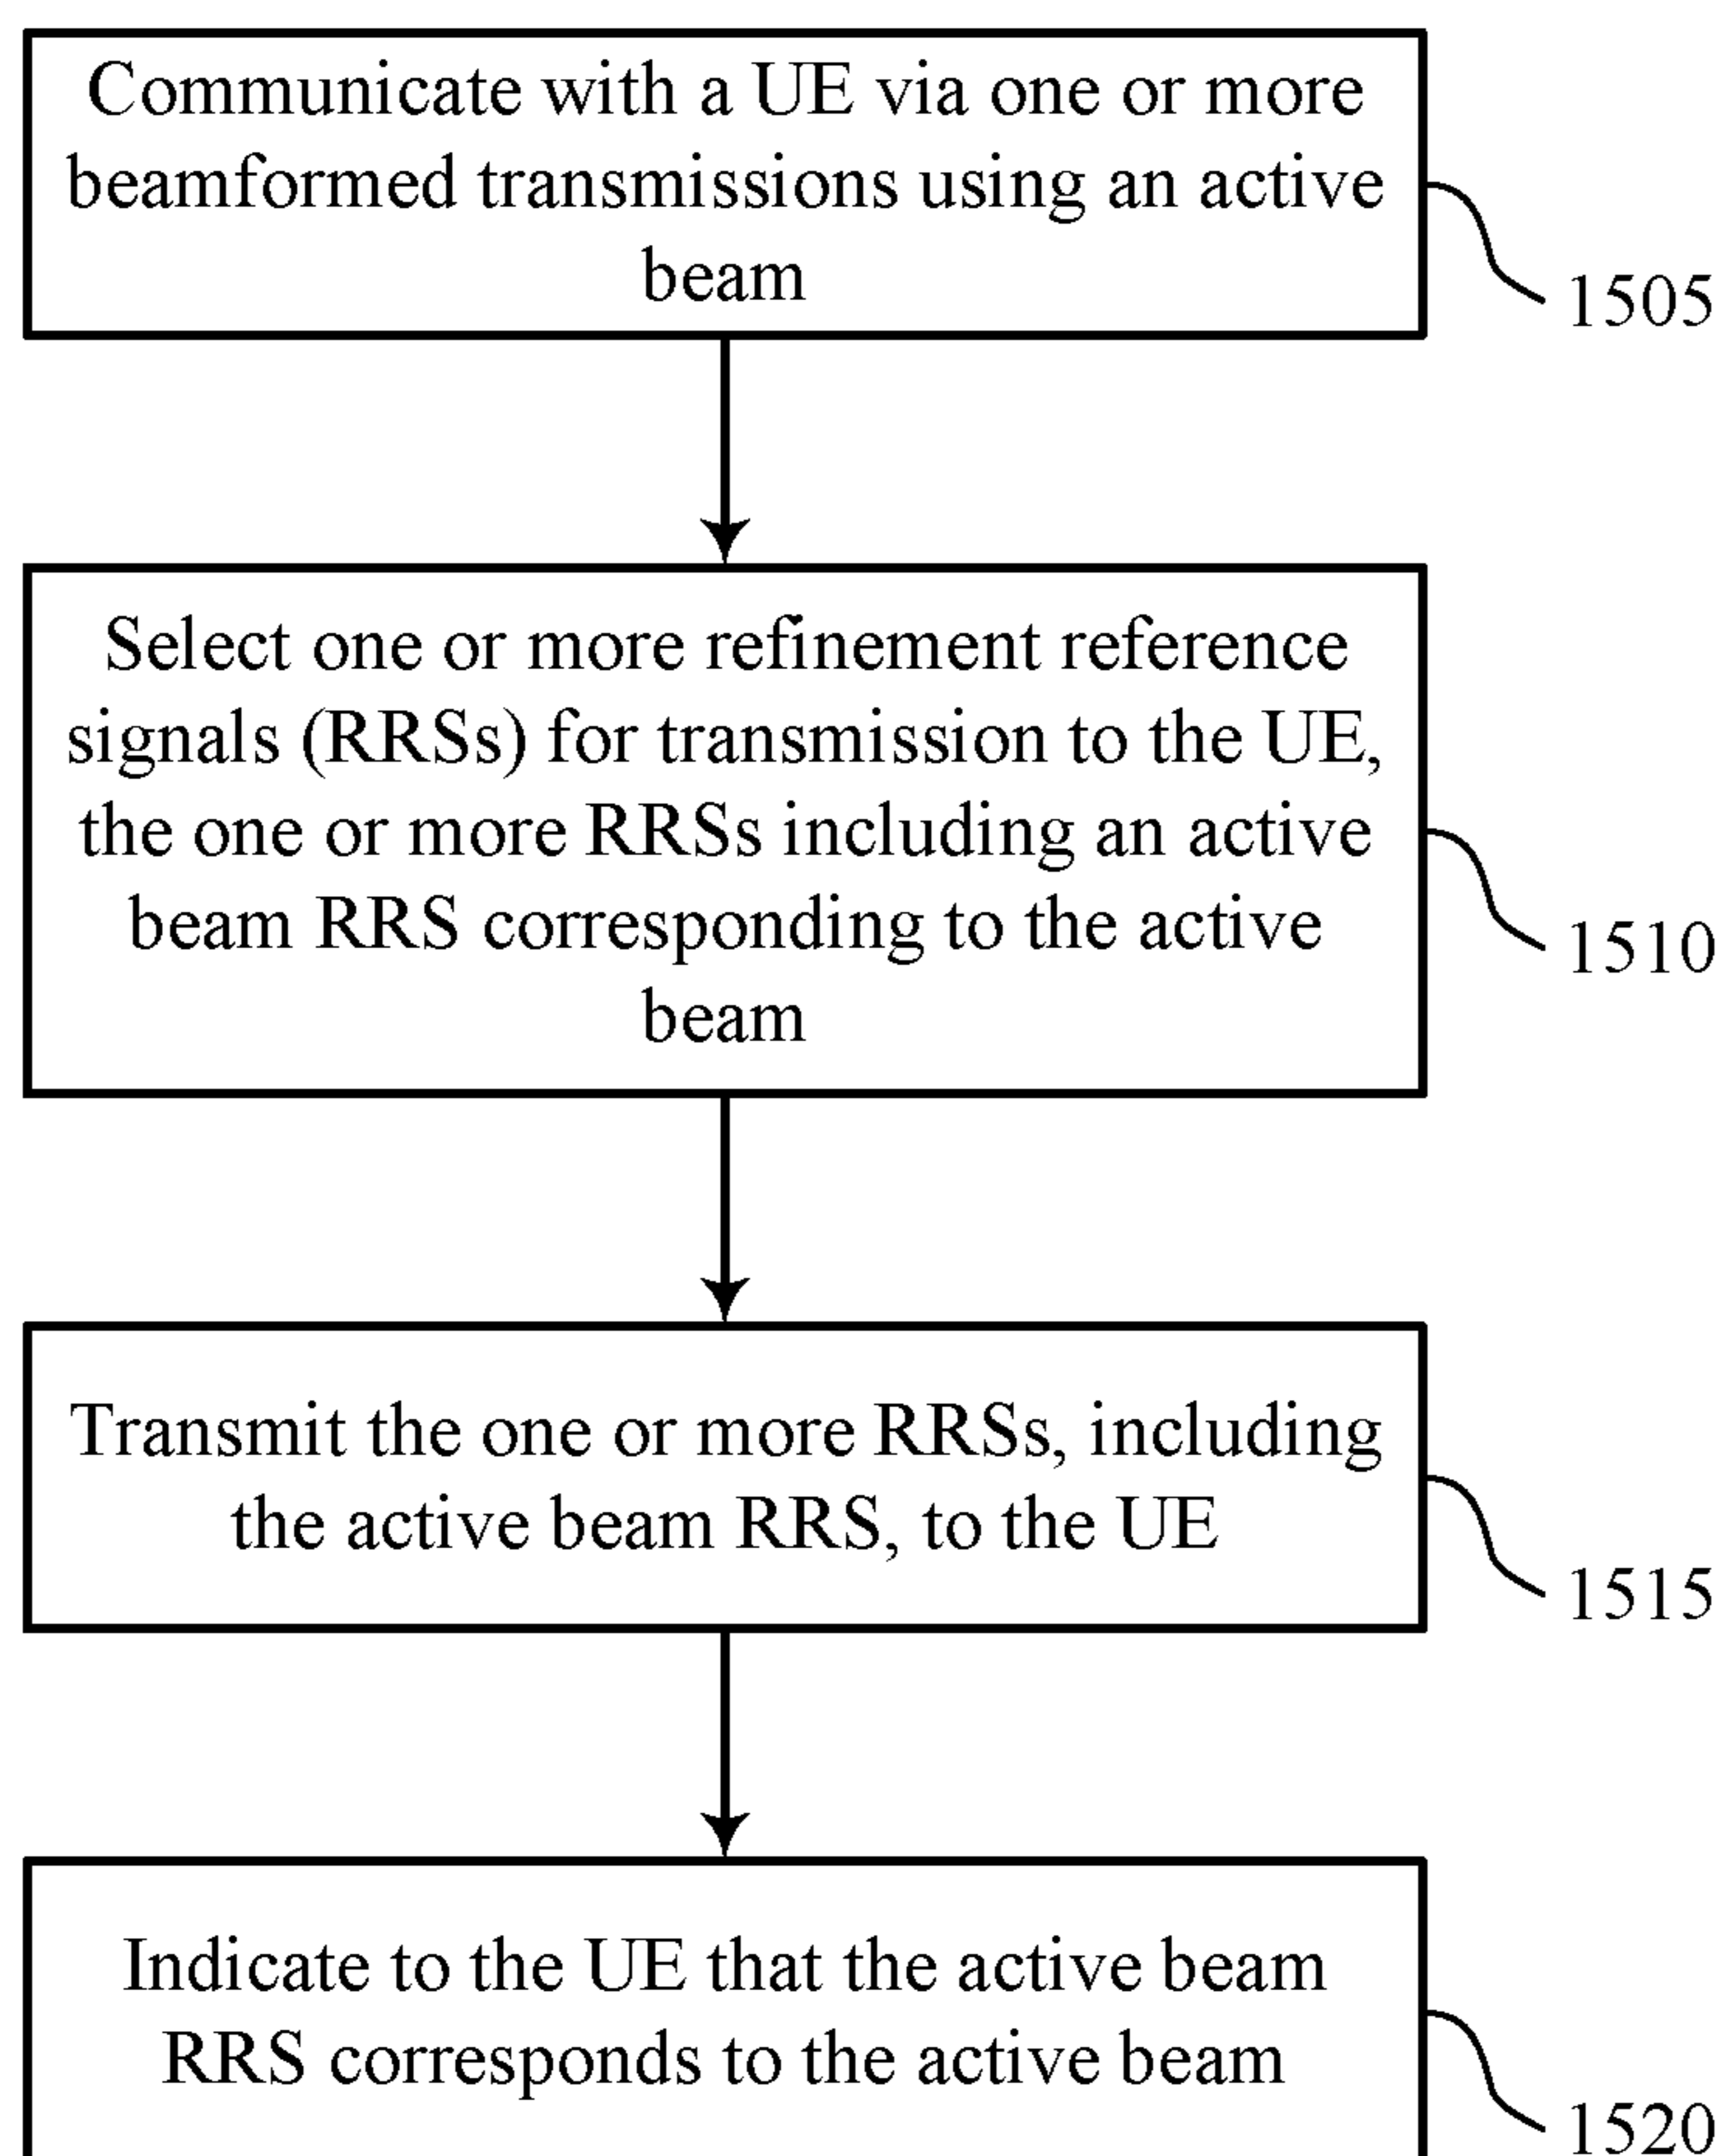 Communicate with a UE via one or more
beamformed transmissions using an active
beam
1505
Select one or more refinement reference
signals (RRSs) for transmission to the UE,
the one or more RRSs including an active
beam RRS corresponding to the active
beam
1510
Transmit the one or more RRSs, including
the active beam RRS, to the UE
1515
Indicate to the UE that the active beam
RRS corresponds to the active beam
1520